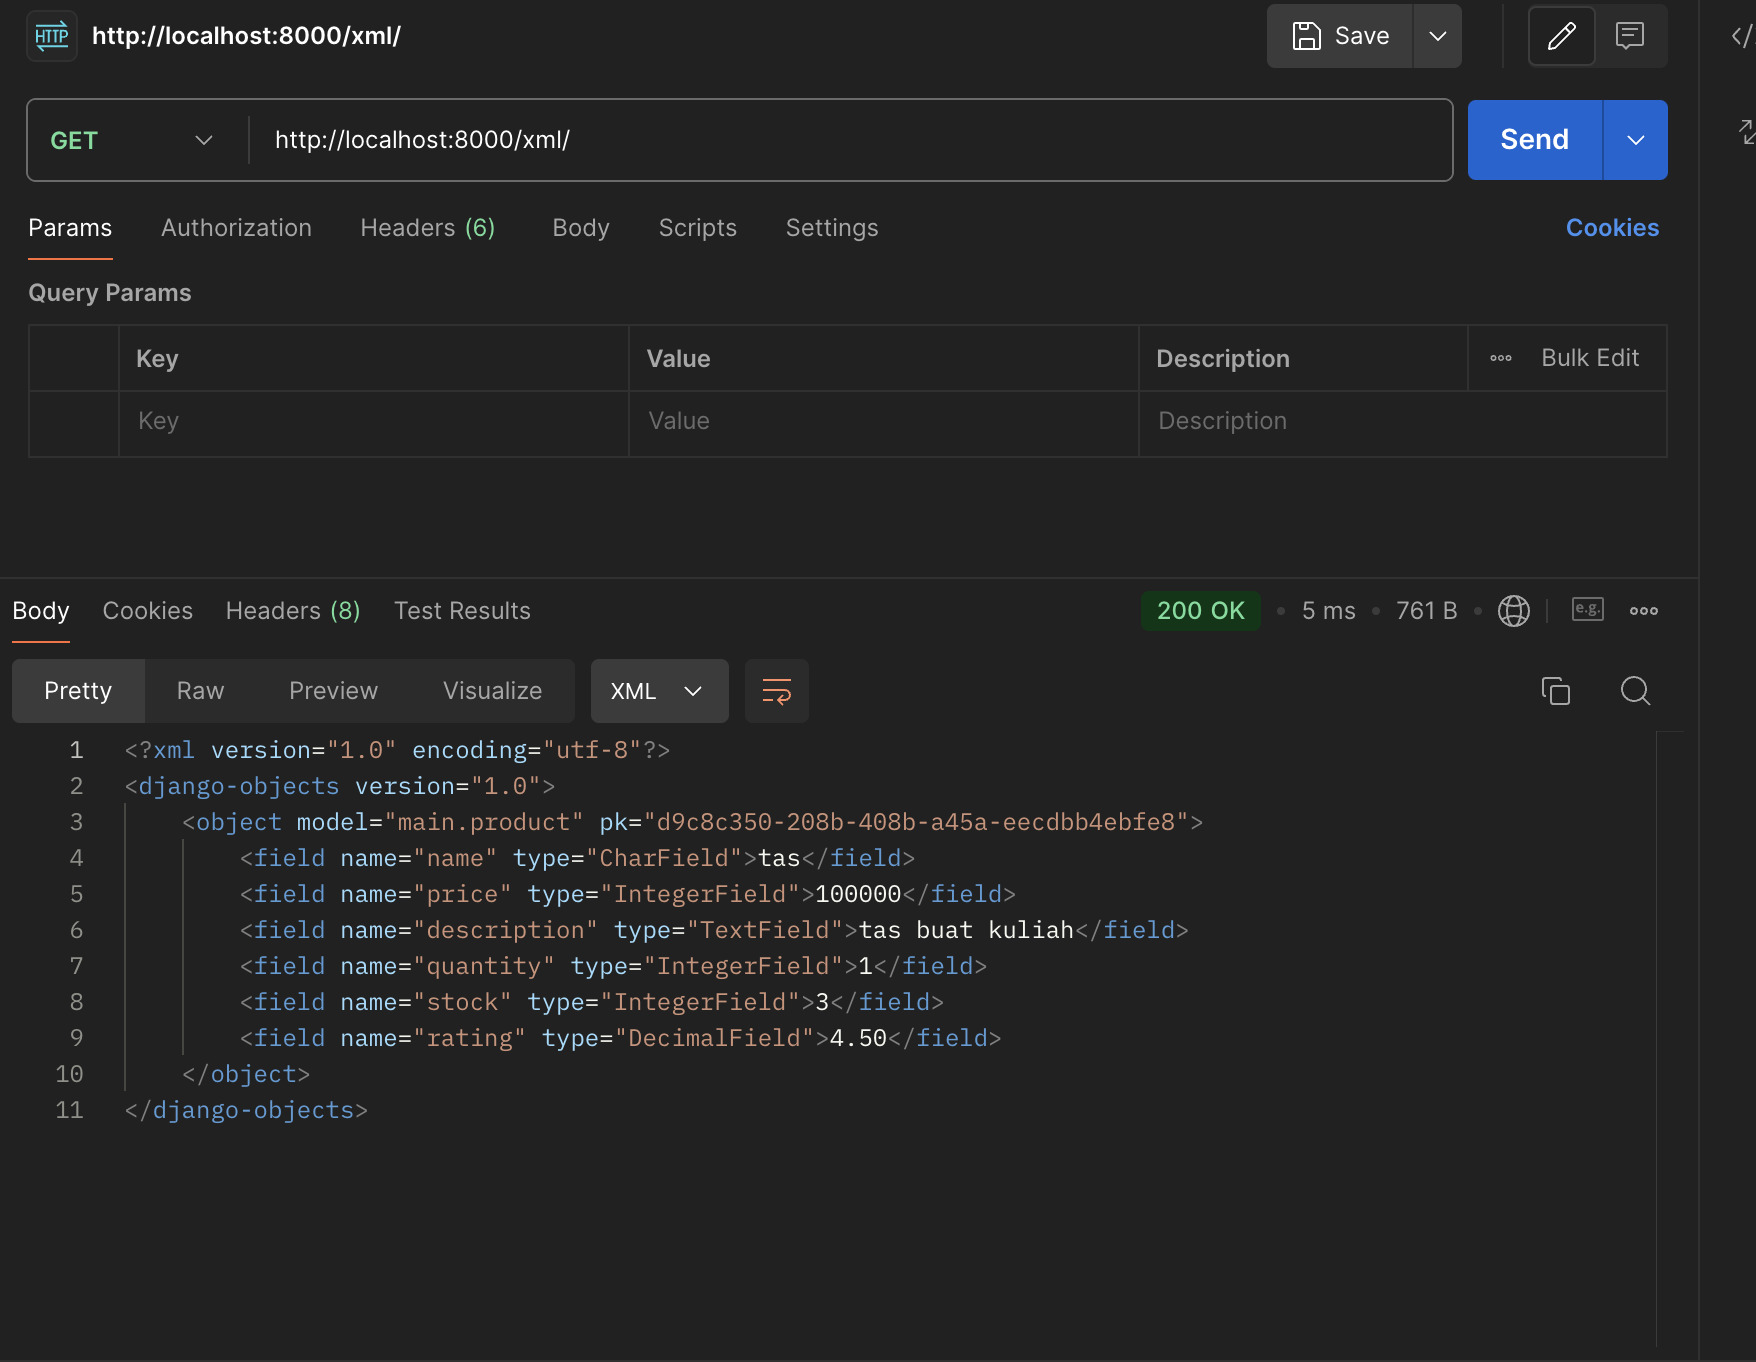 HTTP http://localhost:8000/xml/ Save
GET http://localhost:8000/xml/ Send
Params Authorization Headers (6) Body Scripts Settings Cookies
Query Params
Key Value Description Bulk Edit
Key Value Description
Body Cookies Headers (8) Test Results 200 OK • 5 ms • 761 B • e.g.
Pretty Raw Preview Visualize XML
1 <?xml version="1.0" encoding="utf-8"?>
2 <django-objects version="1.0">
3 <object model="main.product" pk="d9c8c350-208b-408b-a45a-eecdbb4ebfe8">
4 <field name="name" type="CharField">tas</field>
5 <field name="price" type="IntegerField">100000</field>
6 <field name="description" type="TextField">tas buat kuliah</field>
7 <field name="quantity" type="IntegerField">1</field>
8 <field name="stock" type="IntegerField">3</field>
9 <field name="rating" type="DecimalField">4.50</field>
10 </object>
11 </django-objects>